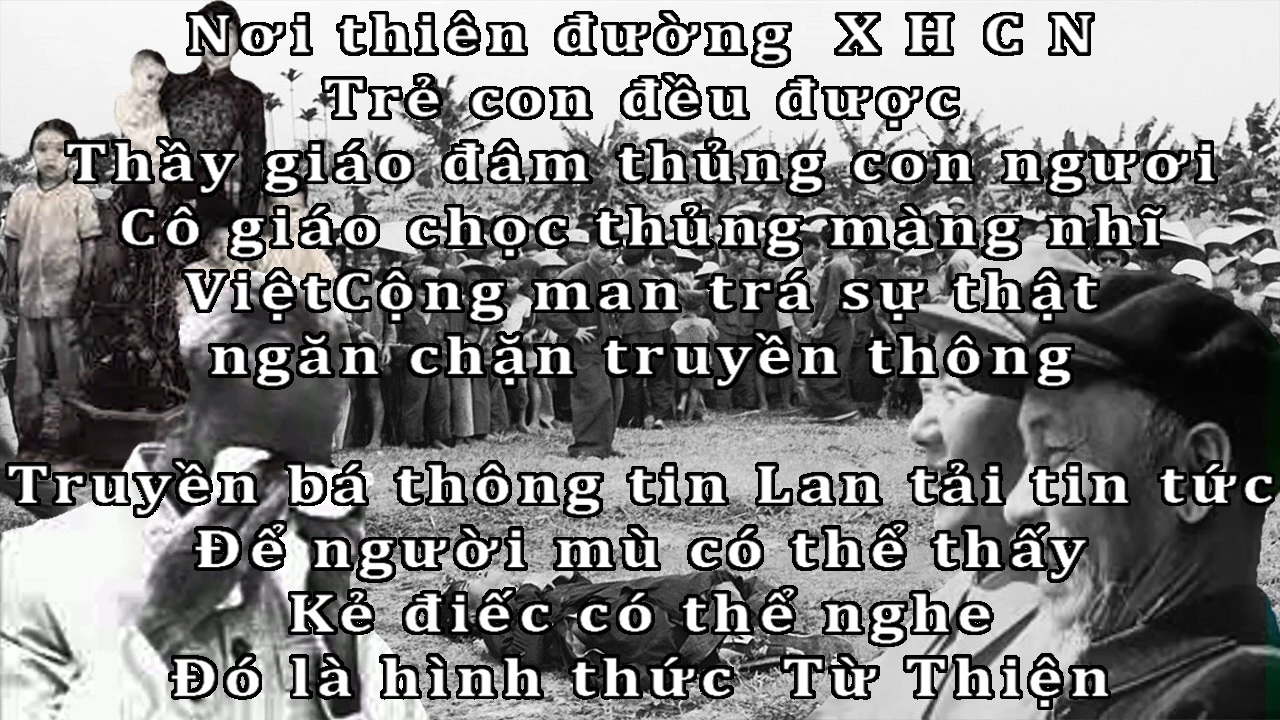 Nơi thiên đường X H C N
Trẻ con đều được
Thầy giáo đâm thủng con ngươi
Cô giáo chọc thủng màng nhĩ
ViệtCộng man trá sự thật
ngăn chặn truyền thông
Truyền bá thông tin Lan tải tin tức
Để người mù có thể thấy
Kẻ điếc có thể nghe
Đó là hình thức Từ Thiện